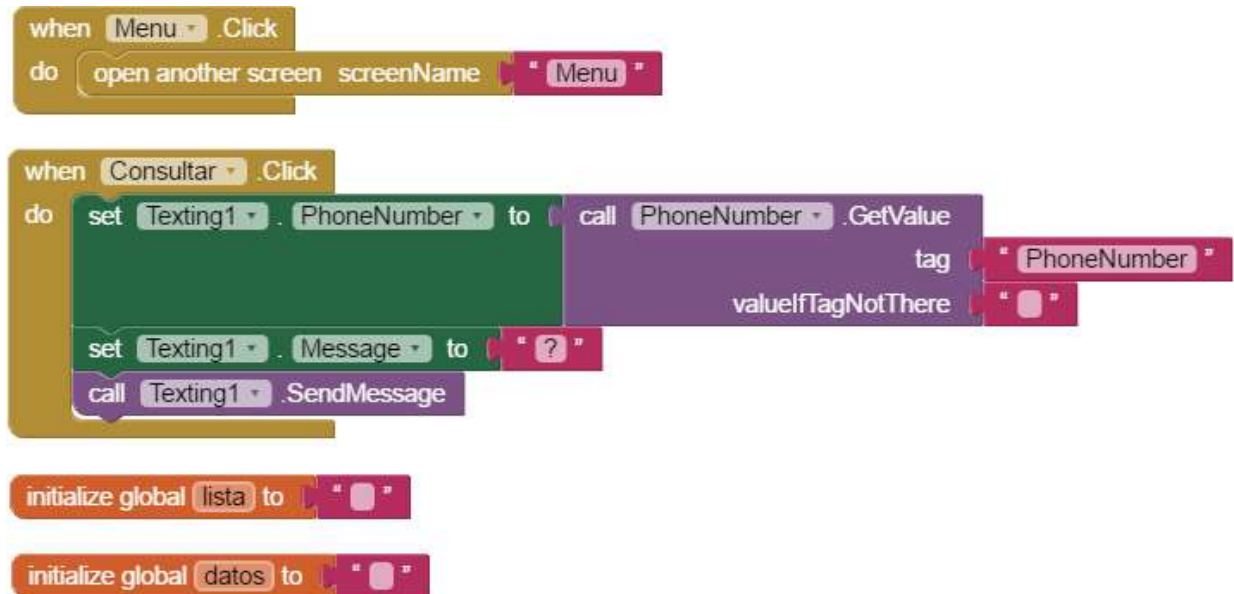 when Menu .Click
do open another screen screenName " Menu "
when Consultar .Click
do set Texting1 . PhoneNumber to call PhoneNumber .GetValue
tag " PhoneNumber "
valueIfTagNotThere " "
set Texting1 . Message to " ? "
call Texting1 .SendMessage
initialize global lista to " "
initialize global datos to " "